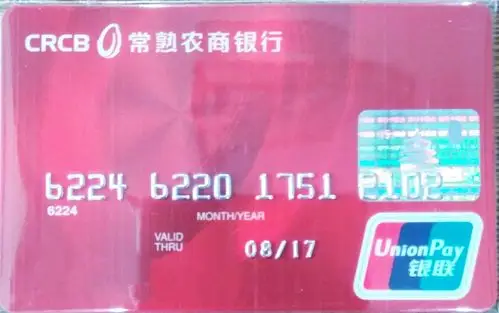 CRCB 常熟农商银行
6224 6220 1751 2102
6224
MONTH/YEAR
VALID THRU 08/17
UnionPay
银联